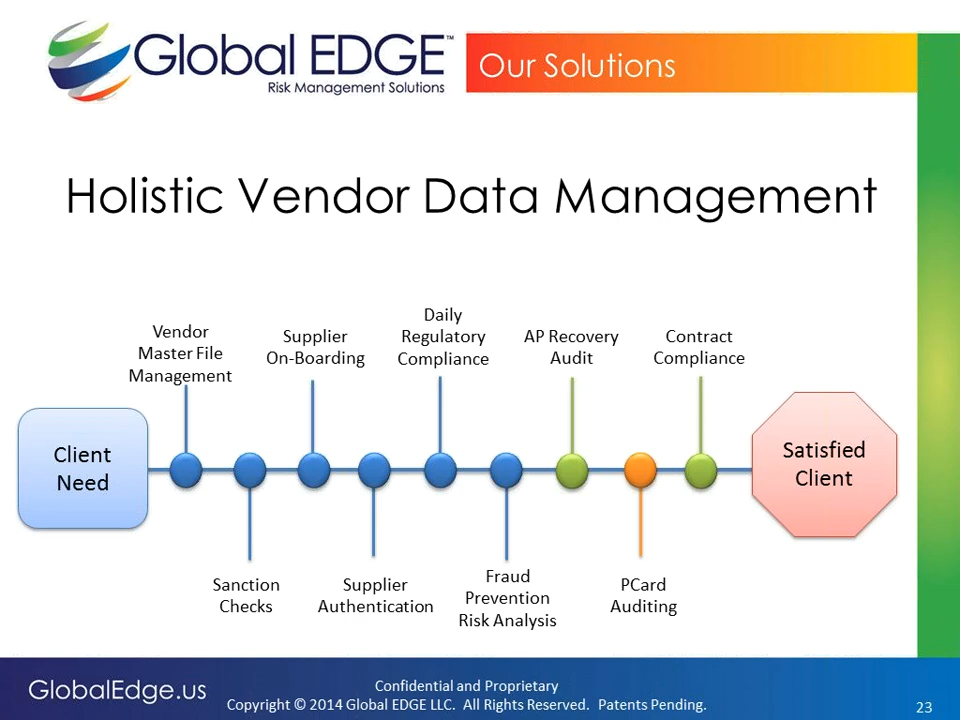 Global EDGE™
Risk Management Solutions
Our Solutions
Holistic Vendor Data Management
Vendor
Master File
Management
Supplier
On-Boarding
Daily
Regulatory
Compliance
AP Recovery
Audit
Contract
Compliance
Client
Need
Satisfied
Client
Sanction
Checks
Supplier
Authentication
Fraud
Prevention
Risk Analysis
PCard
Auditing
GlobalEdge.us
Confidential and Proprietary
Copyright © 2014 Global EDGE LLC. All Rights Reserved. Patents Pending.
23